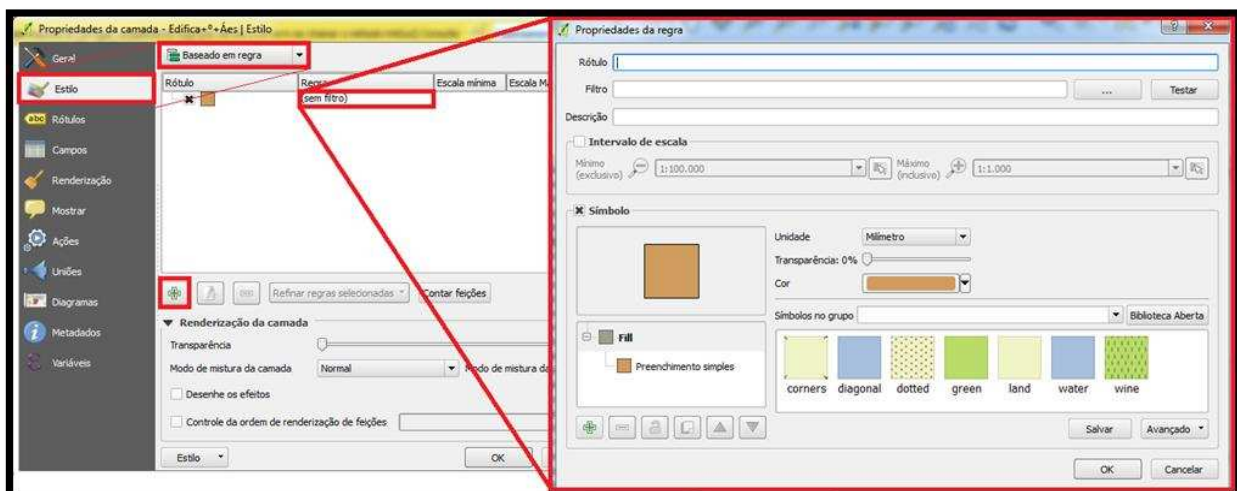 Propriedades da camada - Edifica+º+Áes | Estilo
Geral
Estilo
abc Rótulos
Campos
Renderização
Mostrar
Ações
Uniões
Diagramas
Metadados
Variáveis
Baseado em regra
Rótulo Escala mínima
(sem filtro)
Refinar regras selecionadas Contar feições
Renderização da camada
Transparência
Modo de mistura da camada Normal Modo de mistura da
Desenhe os efeitos
Controle da ordem de renderização de feições
Estilo OK
Propriedades da regra
Rótulo
Filtro ... Testar
Descrição
Intervalo de escala
Mínimo (exclusivo) 1:100.000 Máximo (inclusivo) 1:1.000
Símbolo
Unidade Milímetro
Transparência: 0%
Cor
Símbolos no grupo Biblioteca Aberta
Fill
Preenchimento simples
corners diagonal dotted green land water wine
Salvar Avançado
OK Cancelar